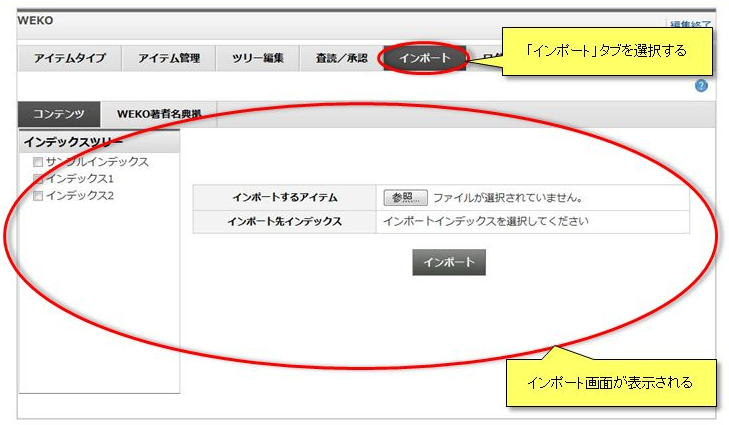 WEKO
編集終了
「インポート」タブを選択する
アイテムタイプ
アイテム管理
ツリー編集
査読／承認
インポート
コンテンツ
WEKO著者名典拠
インデックスツリー
サンプルインデックス
インデックス1
インデックス2
インポートするアイテム
参照... ファイルが選択されていません。
インポート先インデックス
インポートインデックスを選択してください
インポート
インポート画面が表示される